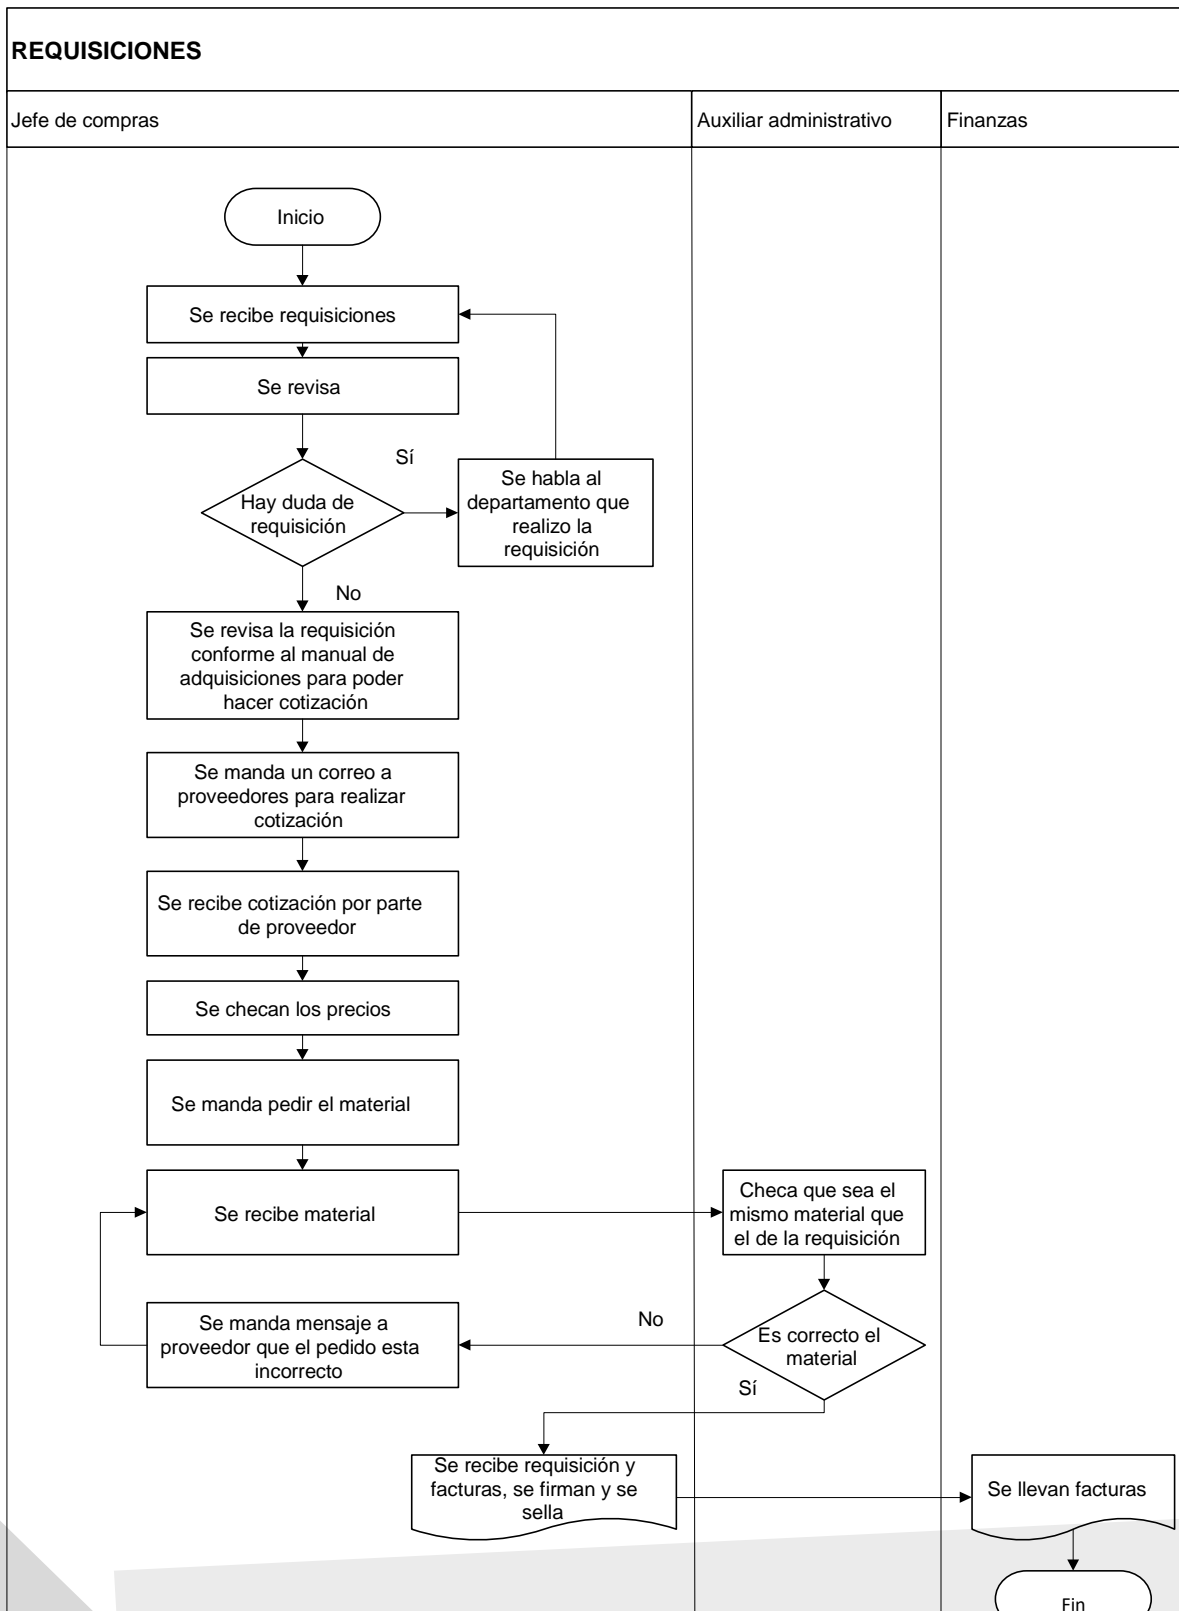 REQUISICIONES
Jefe de compras
Auxiliar administrativo
Finanzas
Inicio
Se recibe requisiciones
Se revisa
Sí
Hay duda de
requisición
Se habla al
departamento que
realizo la
requisición
No
Se revisa la requisición
conforme al manual de
adquisiciones para poder
hacer cotización
Se manda un correo a
proveedores para realizar
cotización
Se recibe cotización por parte
de proveedor
Se checan los precios
Se manda pedir el material
Se recibe material
Checa que sea el
mismo material que
el de la requisición
Se manda mensaje a
proveedor que el pedido esta
incorrecto
No
Es correcto el
material
Sí
Se recibe requisición y
facturas, se firman y se
sella
Se llevan facturas
Fin